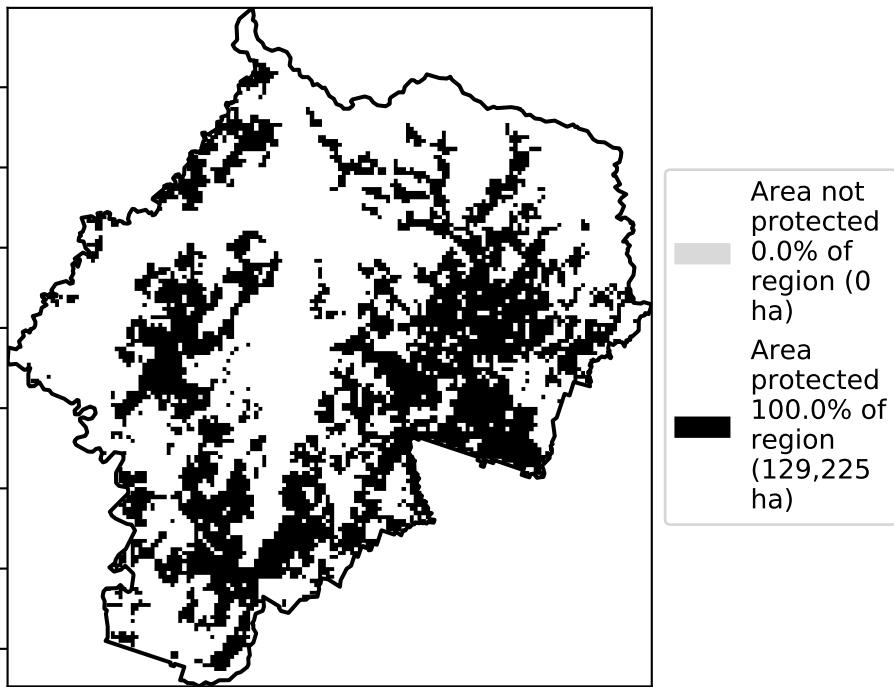 Area not
protected
0.0% of
region (0
ha)
Area
protected
100.0% of
region
(129,225
ha)